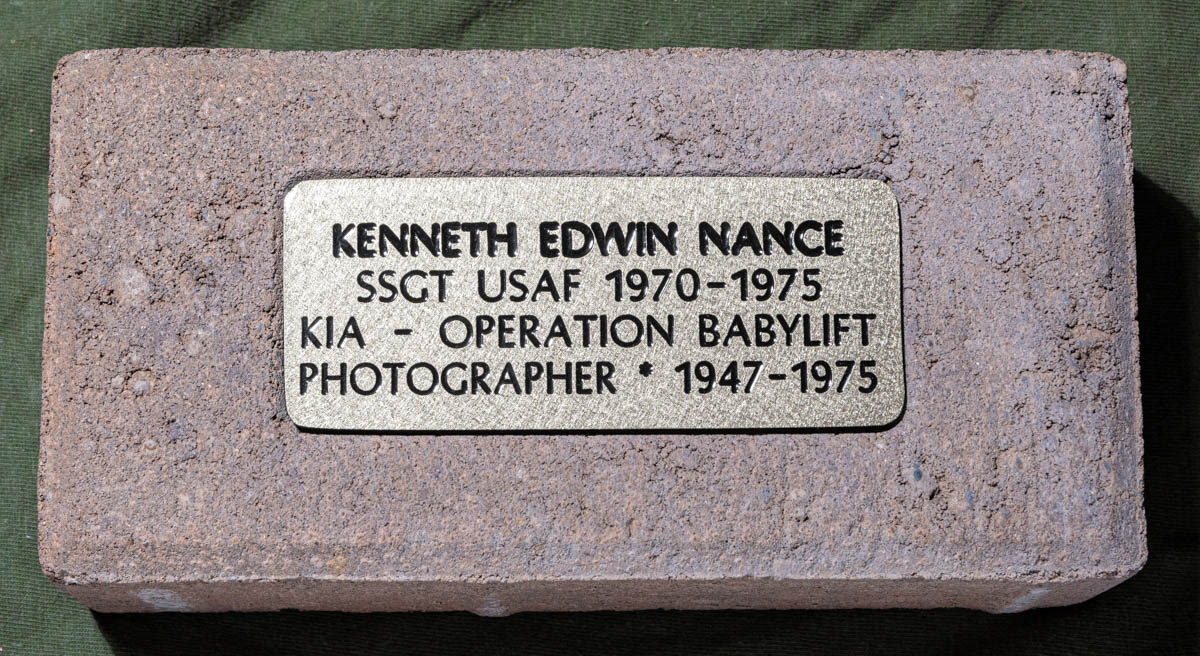 KENNETH EDWIN NANCE
SSGT USAF 1970-1975
KIA - OPERATION BABYLIFT
PHOTOGRAPHER * 1947-1975